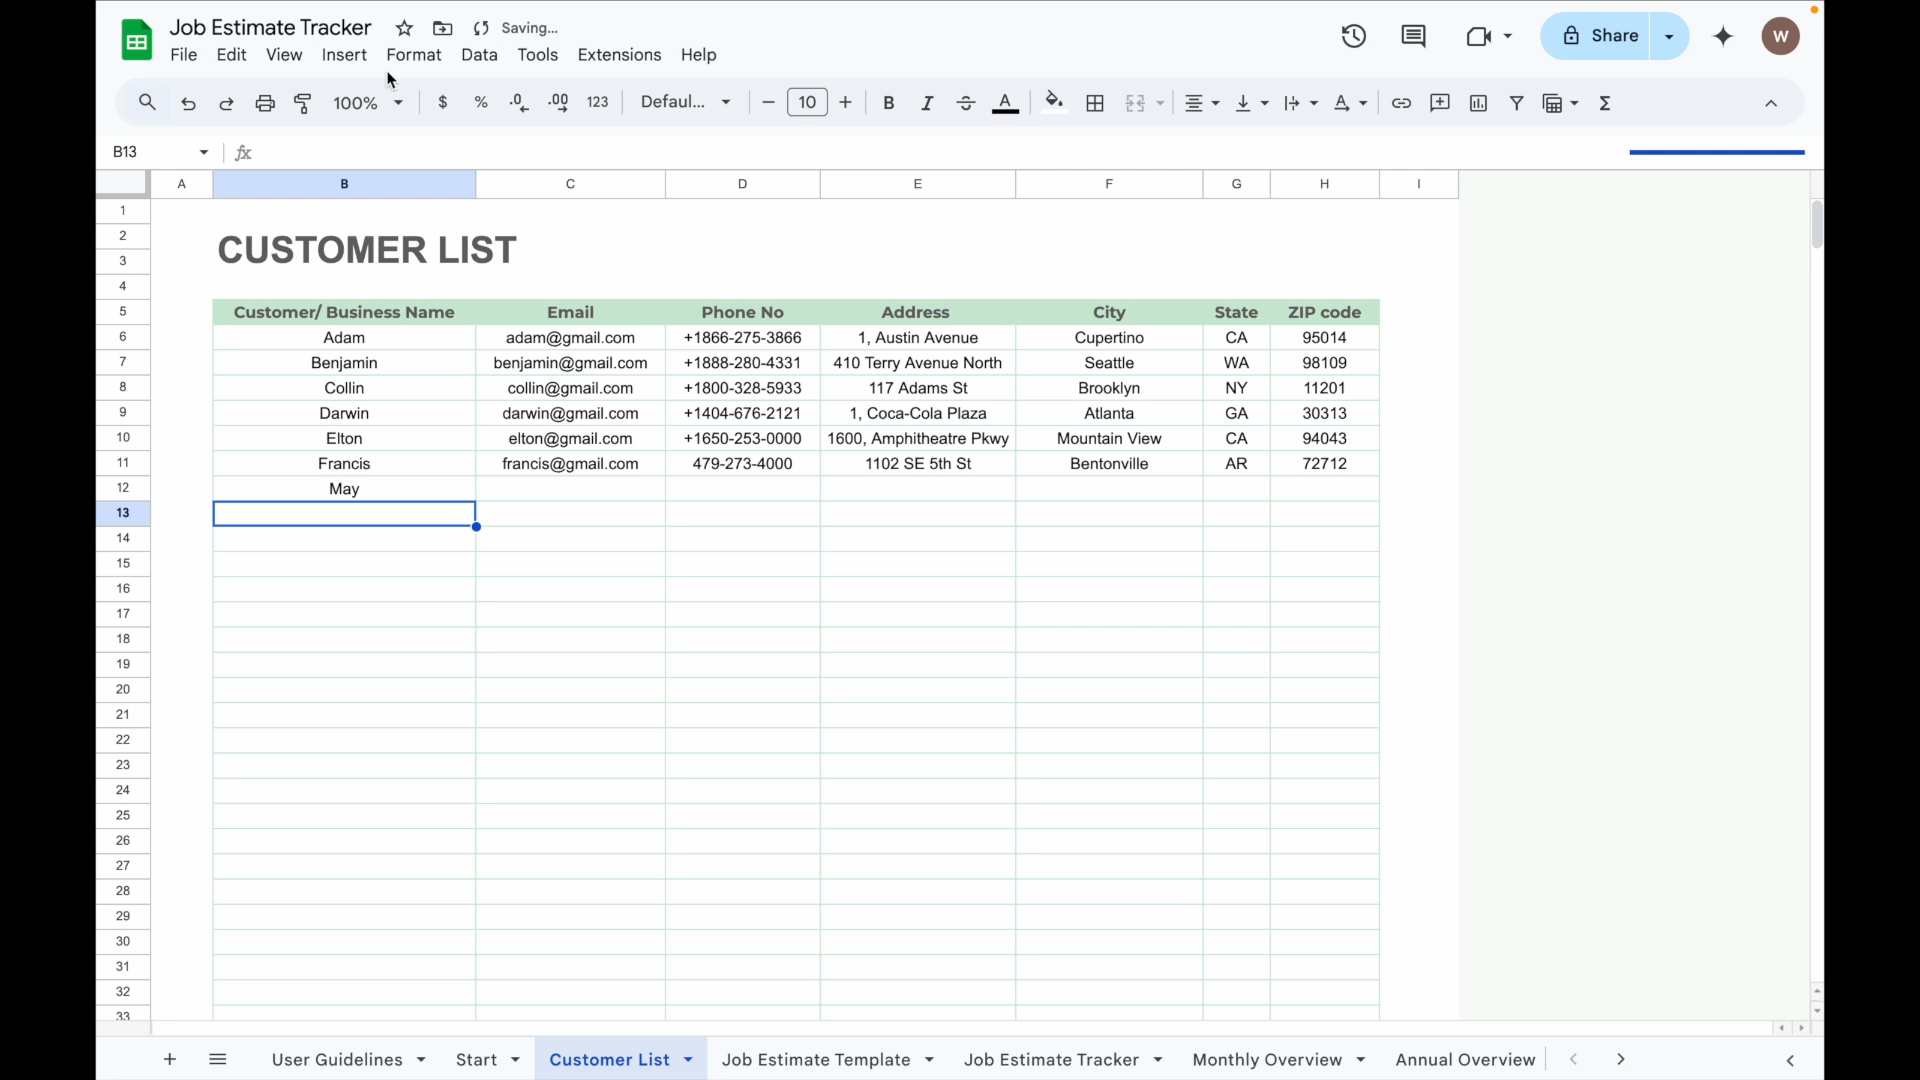 Job Estimate Tracker Saving...
W
Share
File Edit View Insert Format Data Tools Extensions Help
100% $ % .0 .00 123 Defaul... 10 B I A
B13 fx
A B C D E F G H I
1
2
CUSTOMER LIST
3
4
5 Customer/ Business Name Email Phone No Address City State ZIP code
6 Adam adam@gmail.com +1866-275-3866 1, Austin Avenue Cupertino CA 95014
7 Benjamin benjamin@gmail.com +1888-280-4331 410 Terry Avenue North Seattle WA 98109
8 Collin collin@gmail.com +1800-328-5933 117 Adams St Brooklyn NY 11201
9 Darwin darwin@gmail.com +1404-676-2121 1, Coca-Cola Plaza Atlanta GA 30313
10 Elton elton@gmail.com +1650-253-0000 1600, Amphitheatre Pkwy Mountain View CA 94043
11 Francis francis@gmail.com 479-273-4000 1102 SE 5th St Bentonville AR 72712
12 May
13
14
15
16
17
18
19
20
21
22
23
24
25
26
27
28
29
30
31
32
33
User Guidelines Start Customer List Job Estimate Template Job Estimate Tracker Monthly Overview Annual Overview